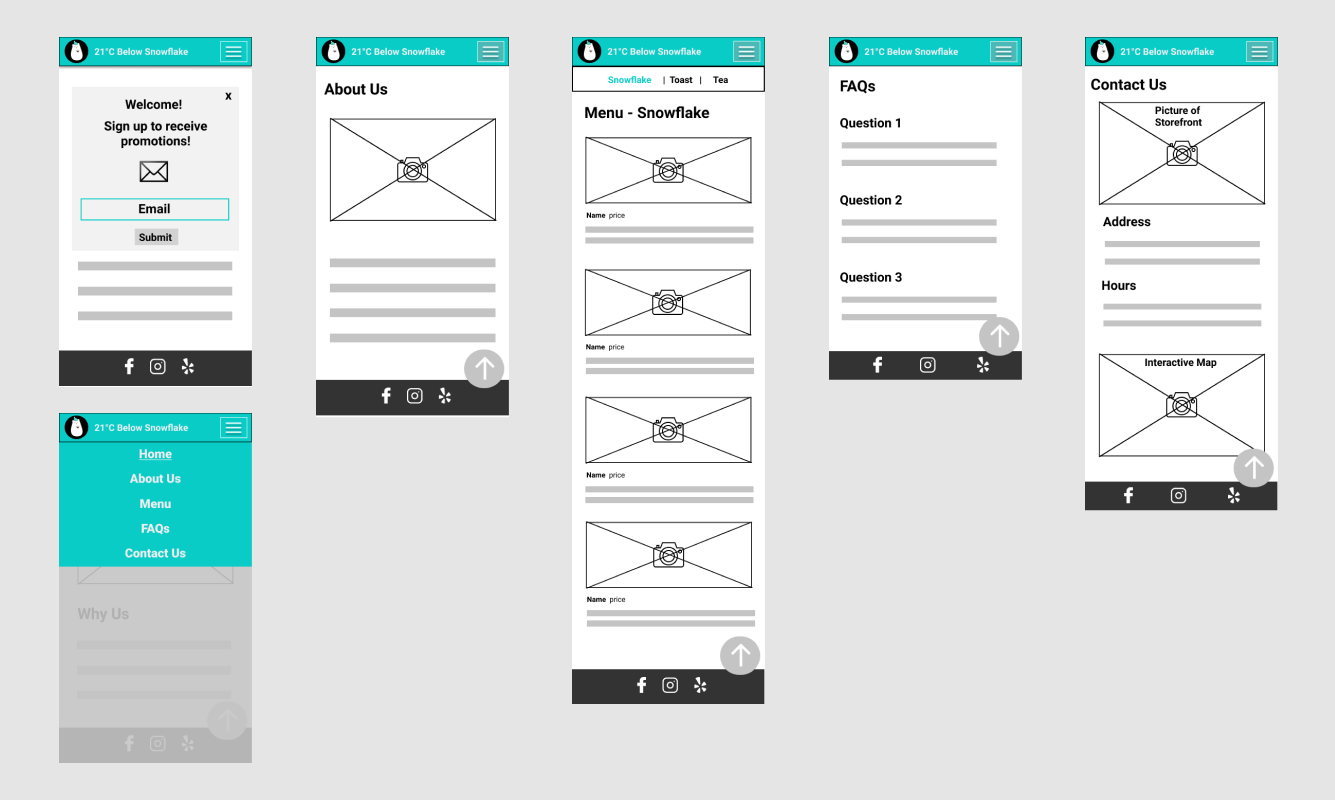 21°C Below Snowflake
x
Welcome!
Sign up to receive
promotions!
Email
Submit
21°C Below Snowflake
Home
About Us
Menu
FAQs
Contact Us
Why Us
21°C Below Snowflake
About Us
21°C Below Snowflake
Snowflake | Toast | Tea
Menu - Snowflake
Name price
Name price
Name price
Name price
21°C Below Snowflake
FAQs
Question 1
Question 2
Question 3
21°C Below Snowflake
Contact Us
Picture of
Storefront
Address
Hours
Interactive Map